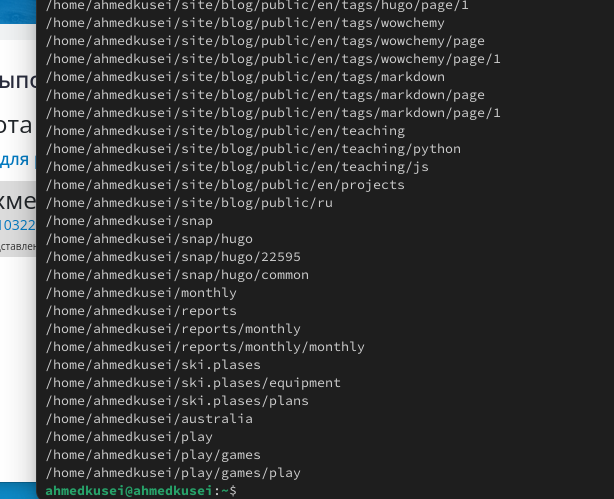 /home/ahmedkusei/site/blog/public/en/tags/hugo/page/1
/home/ahmedkusei/site/blog/public/en/tags/wowchemy
/home/ahmedkusei/site/blog/public/en/tags/wowchemy/page
/home/ahmedkusei/site/blog/public/en/tags/wowchemy/page/1
/home/ahmedkusei/site/blog/public/en/tags/markdown
/home/ahmedkusei/site/blog/public/en/tags/markdown/page
/home/ahmedkusei/site/blog/public/en/tags/markdown/page/1
/home/ahmedkusei/site/blog/public/en/teaching
/home/ahmedkusei/site/blog/public/en/teaching/python
/home/ahmedkusei/site/blog/public/en/teaching/js
/home/ahmedkusei/site/blog/public/en/projects
/home/ahmedkusei/site/blog/public/ru
/home/ahmedkusei/snap
/home/ahmedkusei/snap/hugo
/home/ahmedkusei/snap/hugo/22595
/home/ahmedkusei/snap/hugo/common
/home/ahmedkusei/monthly
/home/ahmedkusei/reports
/home/ahmedkusei/reports/monthly
/home/ahmedkusei/reports/monthly/monthly
/home/ahmedkusei/ski.plases
/home/ahmedkusei/ski.plases/equipment
/home/ahmedkusei/ski.plases/plans
/home/ahmedkusei/australia
/home/ahmedkusei/play
/home/ahmedkusei/play/games
/home/ahmedkusei/play/games/play
ahmedkusei@ahmedkusei:~$
ыпо
ота
для
хме
10322
дставлен